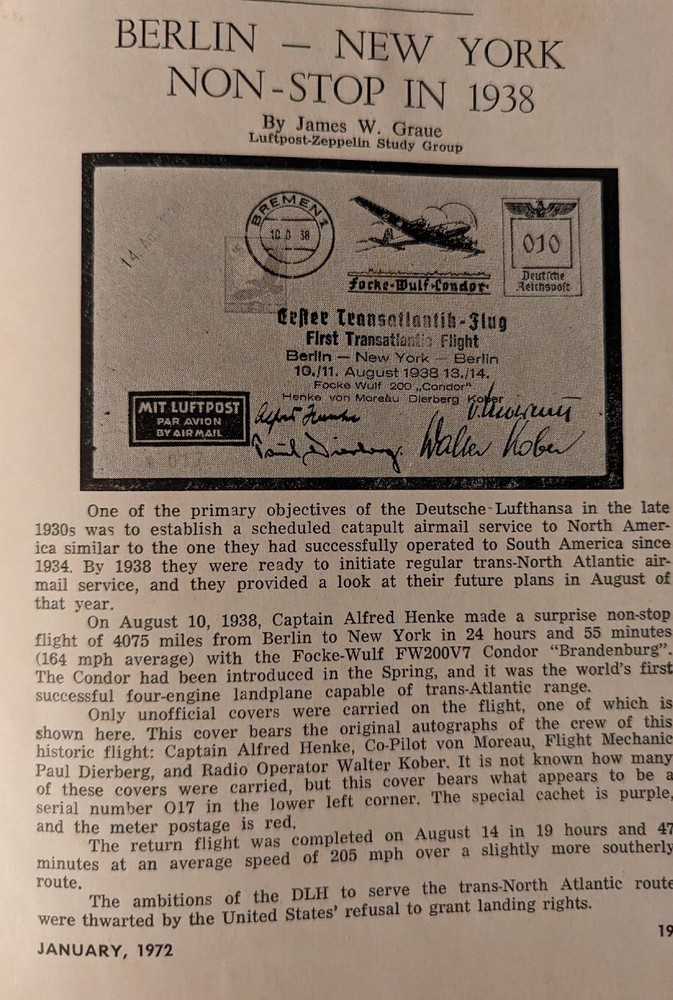 BERLIN — NEW YORK
NON-STOP IN 1938
By James W. Graue
Luftpost-Zeppelin Study Group
BREMEN 1
38
Focke-Wulf-Condor
010
Deutsche
Reichspost
Erster Transatlantik-Flug
First Transatlantic Flight
Berlin — New York — Berlin
10./11. August 1938 13./14.
Focke Wulf 200 „Condor"
Henke von Moreau Dierberg Kober
MIT LUFTPOST
PAR AVION
BY AIRMAIL
Alfred Henke
Paul Dierberg.
Walter Kober
017
One of the primary objectives of the Deutsche-Lufthansa in the late
1930s was to establish a scheduled catapult airmail service to North Amer-
ica similar to the one they had successfully operated to South America since
1934. By 1938 they were ready to initiate regular trans-North Atlantic air-
mail service, and they provided a look at their future plans in August of
that year.
On August 10, 1938, Captain Alfred Henke made a surprise non-stop
flight of 4075 miles from Berlin to New York in 24 hours and 55 minutes
(164 mph average) with the Focke-Wulf FW200V7 Condor "Brandenburg".
The Condor had been introduced in the Spring, and it was the world's first
successful four-engine landplane capable of trans-Atlantic range.
Only unofficial covers were carried on the flight, one of which is
shown here. This cover bears the original autographs of the crew of this
historic flight: Captain Alfred Henke, Co-Pilot von Moreau, Flight Mechanic
Paul Dierberg, and Radio Operator Walter Kober. It is not known how many
of these covers were carried, but this cover bears what appears to be a
serial number O17 in the lower left corner. The special cachet is purple,
and the meter postage is red.
The return flight was completed on August 14 in 19 hours and 47
minutes at an average speed of 205 mph over a slightly more southerly
route.
The ambitions of the DLH to serve the trans-North Atlantic route
were thwarted by the United States' refusal to grant landing rights.
JANUARY, 1972